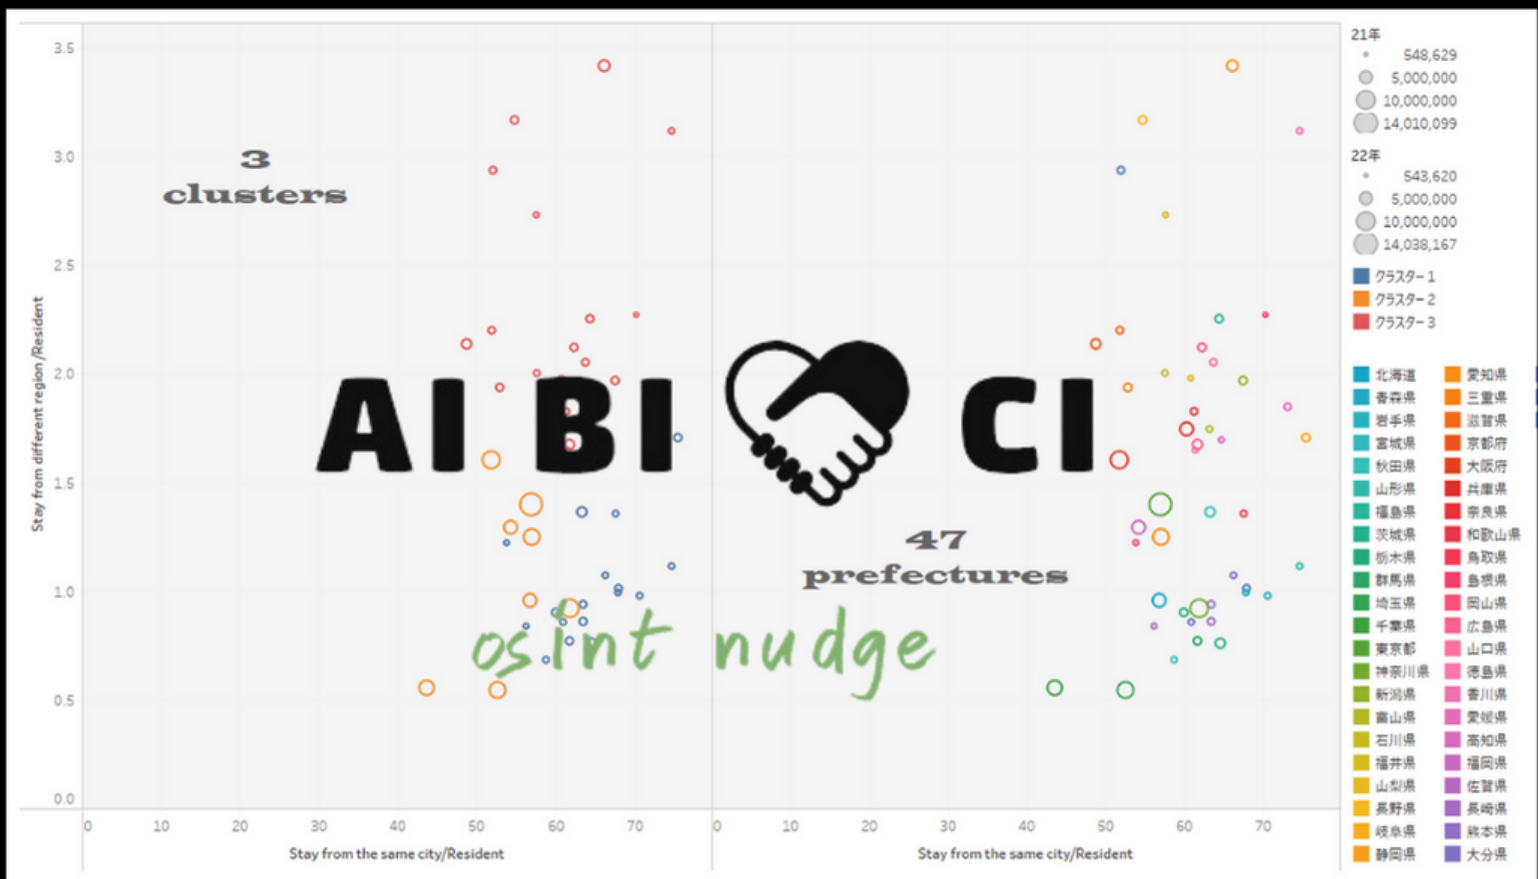 3.5
3.0
2.5
2.0
1.5
1.0
0.5
0.0
Stay from different region/Resident
3
clusters
AI BI CI
47
prefectures
osint nudge
0 10 20 30 40 50 60 70
0 10 20 30 40 50 60 70
Stay from the same city/Resident
Stay from the same city/Resident
21年
548,629
5,000,000
10,000,000
14,010,099
22年
543,620
5,000,000
10,000,000
14,038,167
クラスター1
クラスター2
クラスター3
北海道
青森県
岩手県
宮城県
秋田県
山形県
福島県
茨城県
栃木県
群馬県
埼玉県
千葉県
東京都
神奈川県
新潟県
富山県
石川県
福井県
山梨県
長野県
岐阜県
静岡県
愛知県
三重県
滋賀県
京都府
大阪府
兵庫県
奈良県
和歌山県
鳥取県
島根県
岡山県
広島県
山口県
徳島県
香川県
愛媛県
高知県
福岡県
佐賀県
長崎県
熊本県
大分県